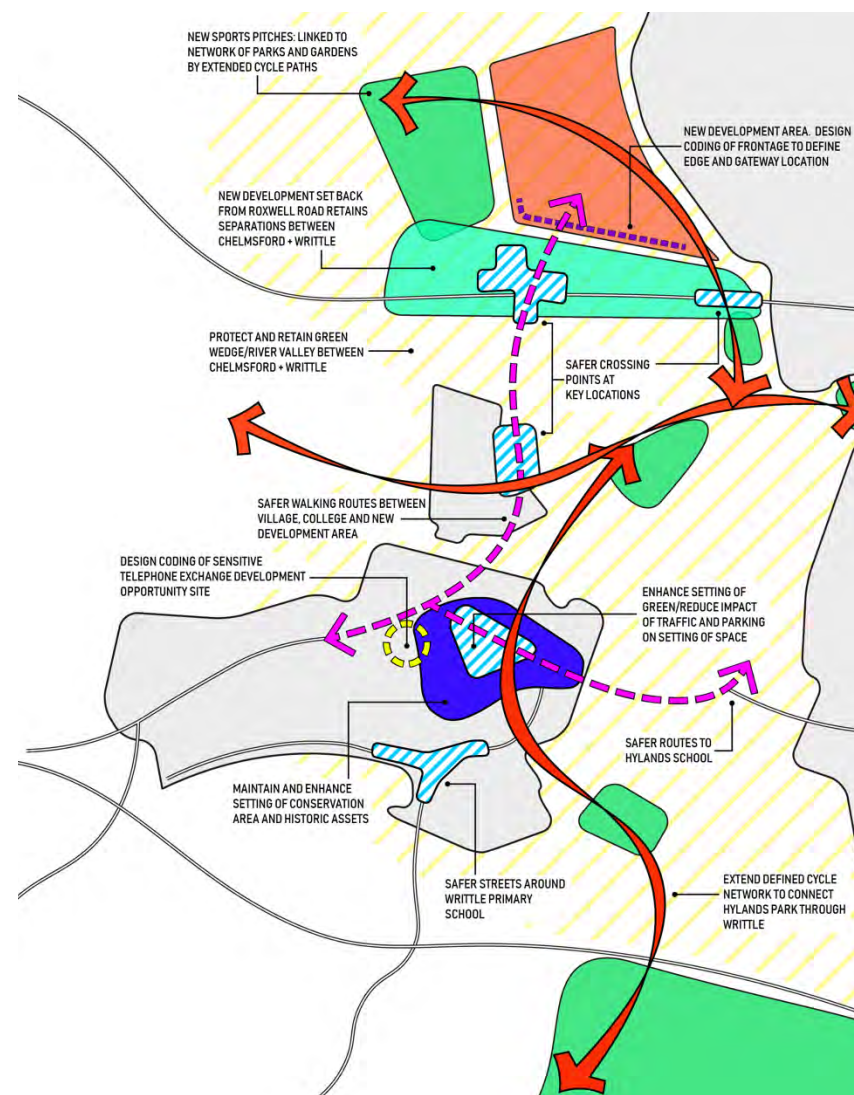 NEW SPORTS PITCHES: LINKED TO
NETWORK OF PARKS AND GARDENS
BY EXTENDED CYCLE PATHS
NEW DEVELOPMENT AREA. DESIGN
CODING OF FRONTAGE TO DEFINE
EDGE AND GATEWAY LOCATION
NEW DEVELOPMENT SET BACK
FROM ROXWELL ROAD RETAINS
SEPARATIONS BETWEEN
CHELMSFORD + WRITTLE
PROTECT AND RETAIN GREEN
WEDGE/RIVER VALLEY BETWEEN
CHELMSFORD + WRITTLE
SAFER CROSSING
POINTS AT
KEY LOCATIONS
SAFER WALKING ROUTES BETWEEN
VILLAGE, COLLEGE AND NEW
DEVELOPMENT AREA
DESIGN CODING OF SENSITIVE
TELEPHONE EXCHANGE DEVELOPMENT
OPPORTUNITY SITE
ENHANCE SETTING OF
GREEN/REDUCE IMPACT
OF TRAFFIC AND PARKING
ON SETTING OF SPACE
SAFER ROUTES TO
HYLANDS SCHOOL
MAINTAIN AND ENHANCE
SETTING OF CONSERVATION
AREA AND HISTORIC ASSETS
SAFER STREETS AROUND
WRITTLE PRIMARY
SCHOOL
EXTEND DEFINED CYCLE
NETWORK TO CONNECT
HYLANDS PARK THROUGH
WRITTLE